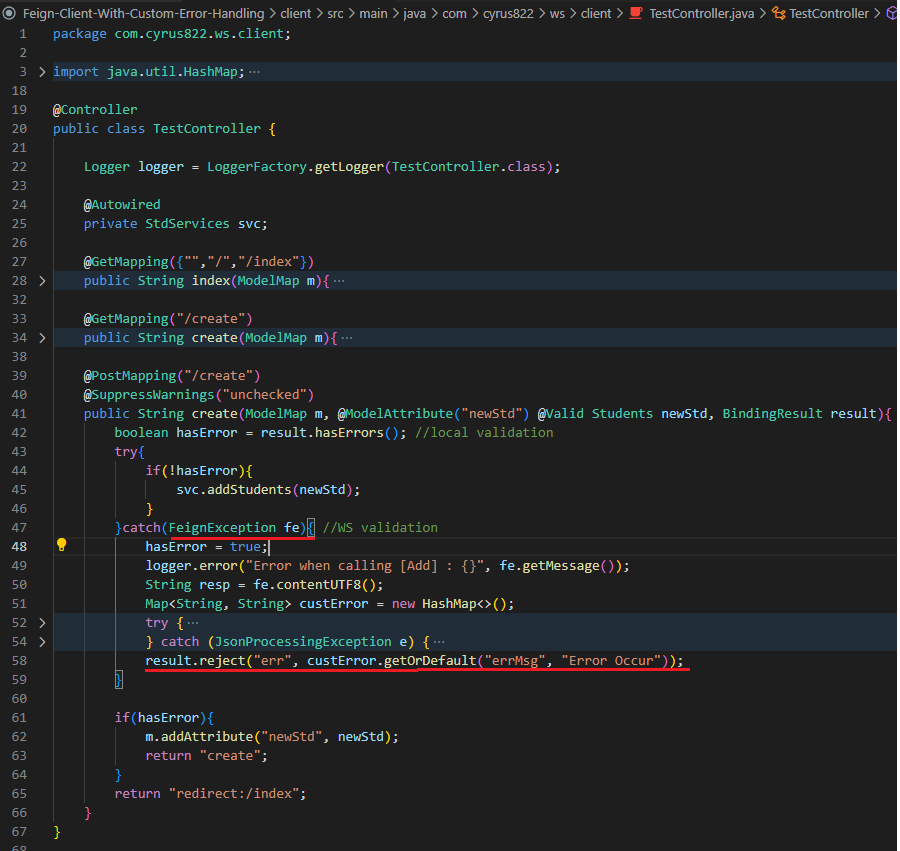 Feign-Client-With-Custom-Error-Handling > client > src > main > java > com > cyrus822 > ws > client > TestController.java > TestController >
1 package com.cyrus822.ws.client;
2
3 > import java.util.HashMap; ...
18
19 @Controller
20 public class TestController {
21
22 Logger logger = LoggerFactory.getLogger(TestController.class);
23
24 @Autowired
25 private StdServices svc;
26
27 @GetMapping({"","/","/index"})
28 > public String index(ModelMap m){ ...
32
33 @GetMapping("/create")
34 > public String create(ModelMap m){ ...
38
39 @PostMapping("/create")
40 @SuppressWarnings("unchecked")
41 public String create(ModelMap m, @ModelAttribute("newStd") @Valid Students newStd, BindingResult result){
42 boolean hasError = result.hasErrors(); //local validation
43 try{
44 if(!hasError){
45 svc.addStudents(newStd);
46 }
47 }catch(FeignException fe){ //WS validation
48 hasError = true;
49 logger.error("Error when calling [Add] : {}", fe.getMessage());
50 String resp = fe.contentUTF8();
51 Map<String, String> custError = new HashMap<>();
52 > try { ...
54 > } catch (JsonProcessingException e) { ...
58 result.reject("err", custError.getOrDefault("errMsg", "Error Occur"));
59 }
60
61 if(hasError){
62 m.addAttribute("newStd", newStd);
63 return "create";
64 }
65 return "redirect:/index";
66 }
67 }
68